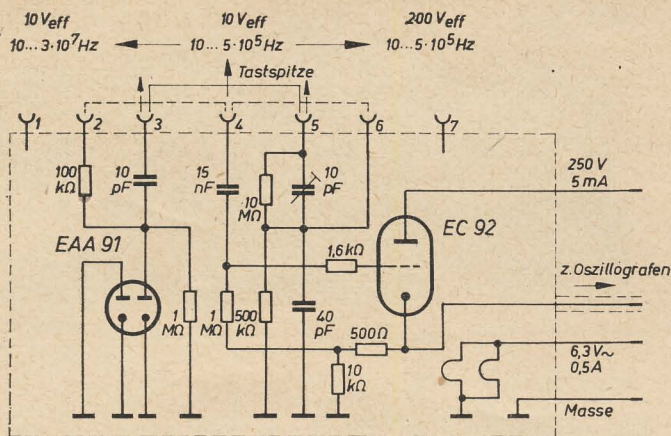 10 Veff 10 Veff 200 Veff
10...3·10⁷Hz 10...5·10⁵Hz 10...5·10⁵Hz
Tastspitze
1 2 3 4 5 6 7
100 kΩ
10 pF
15 nF
10 MΩ
10 pF
250 V
5 mA
EAA 91
EC 92
1,6kΩ
z. Oszillografen
1 MΩ
1 MΩ
500 kΩ
40 pF
500Ω
10 kΩ
6,3V~
0,5A
Masse